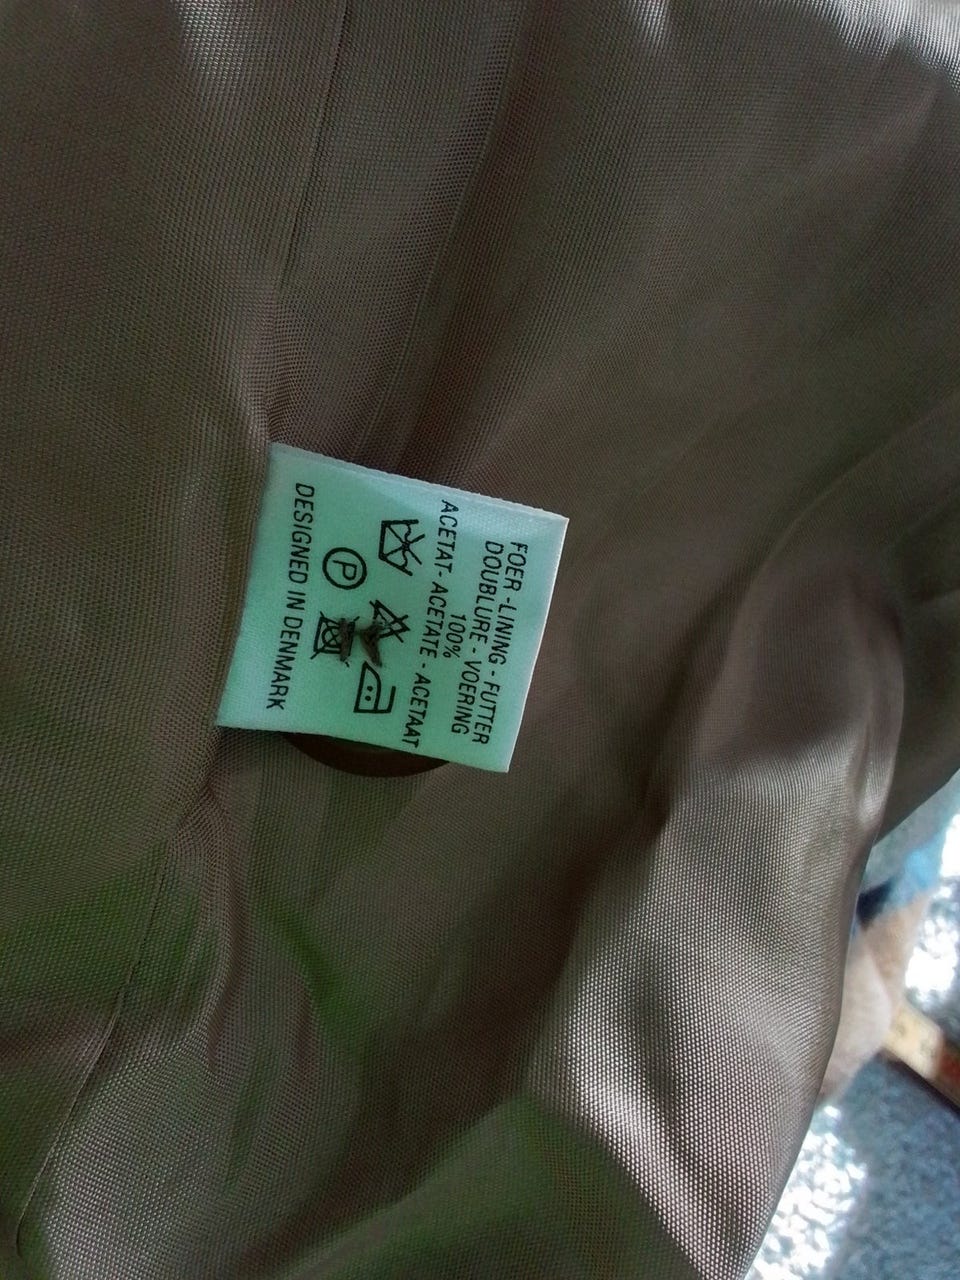 FOER - LINING - FUTTER
DOUBLURE - VOERING
100%
ACETAT - ACETATE - ACETAAT
P
DESIGNED IN DENMARK